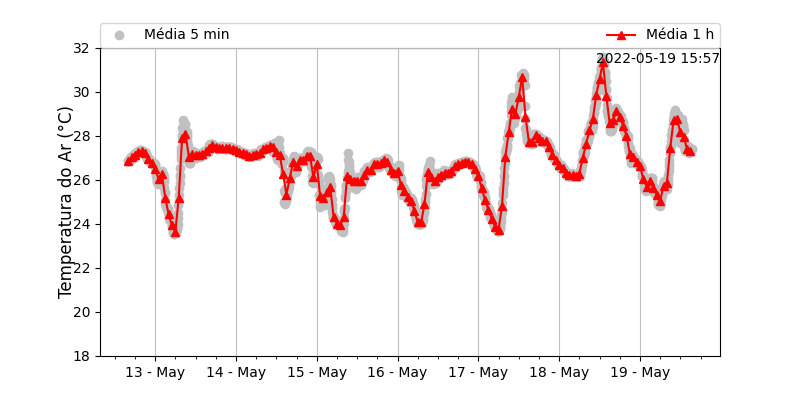 Média 5 min
Média 1 h
2022-05-19 15:57
Temperatura do Ar (°C)
32
30
28
26
24
22
20
18
13 - May
14 - May
15 - May
16 - May
17 - May
18 - May
19 - May